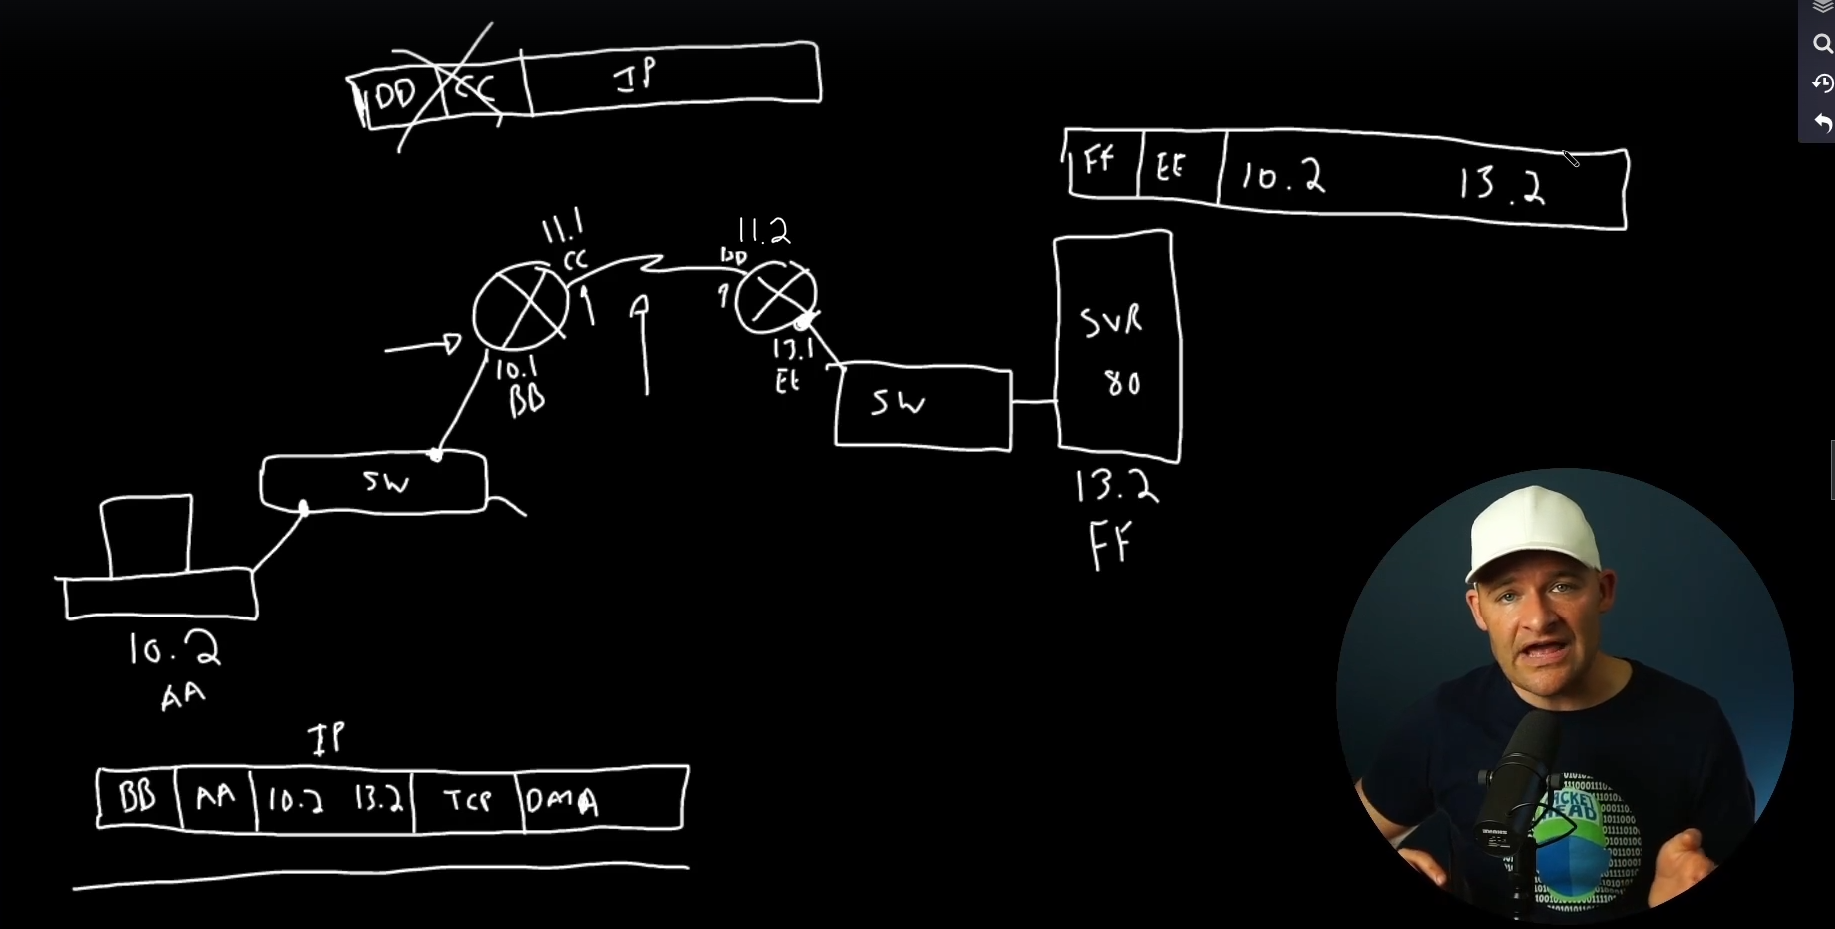 DD CC IP
FF EE 10.2 13.2
11.1
CC
11.2
DD
10.1
BB
13.1
EE
SW
SVR
80
13.2
FF
SW
10.2
AA
IP
BB AA 10.2 13.2 TCP DATA